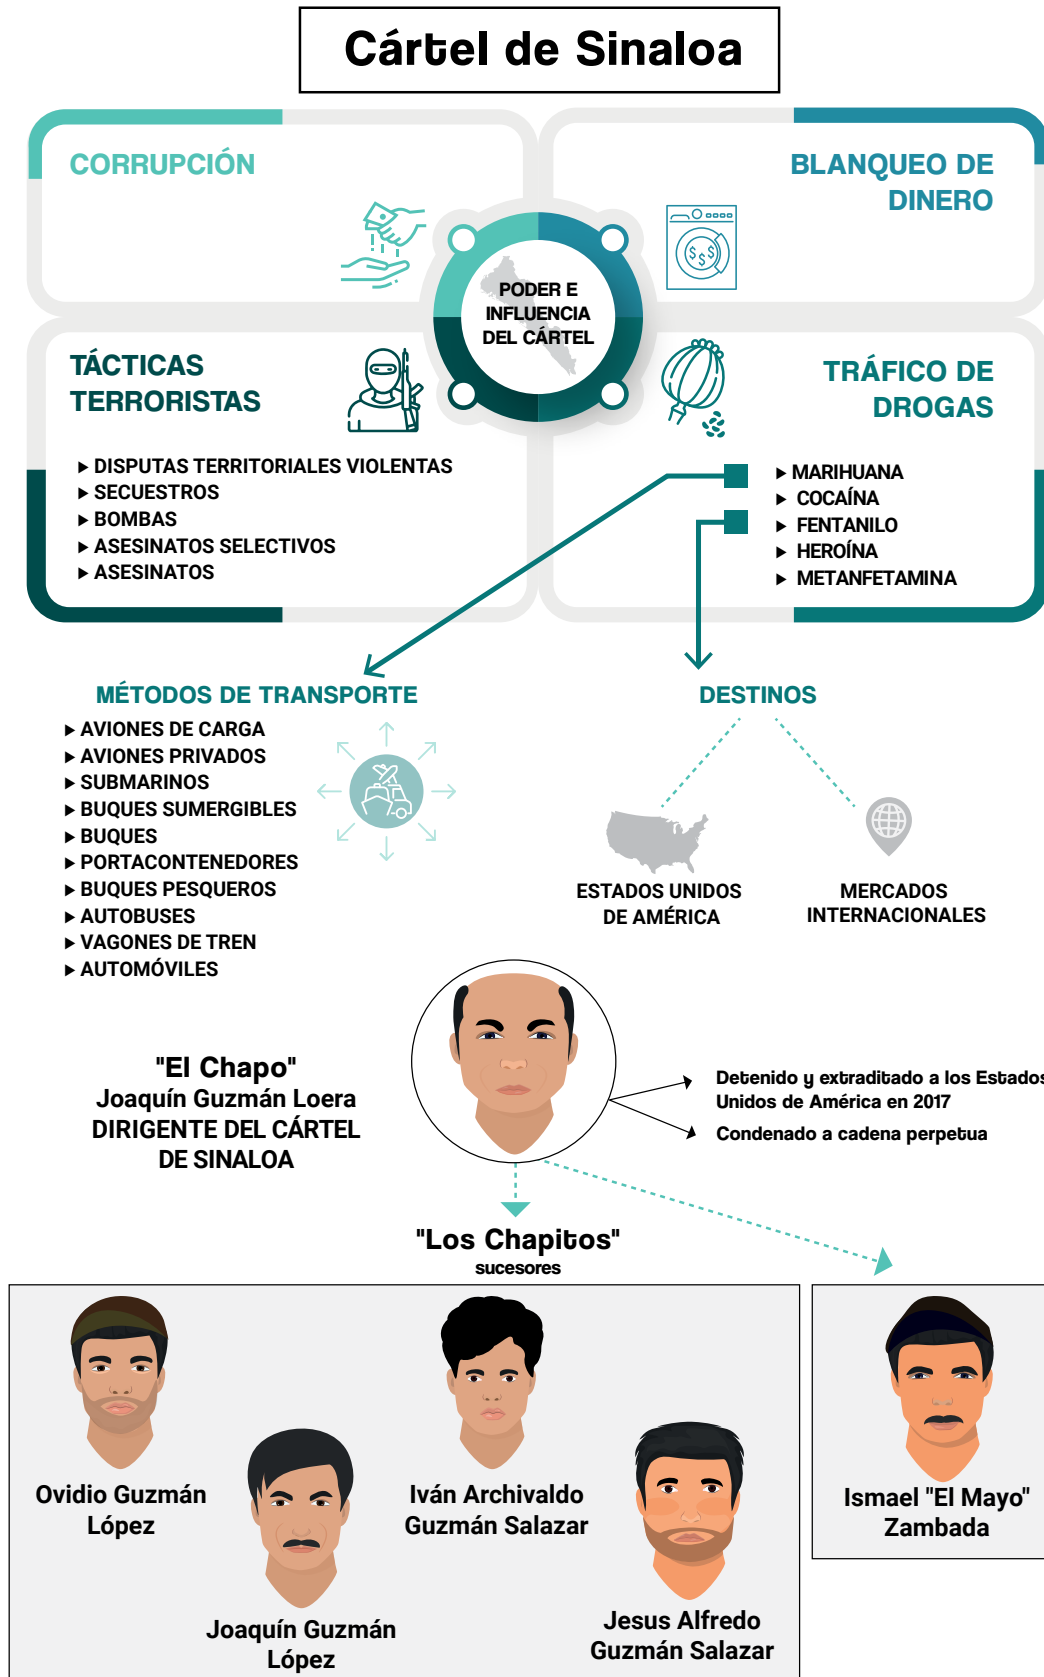 Cártel de Sinaloa
CORRUPCIÓN
BLANQUEO DE
DINERO
PODER E
INFLUENCIA
DEL CÁRTEL
TÁCTICAS
TERRORISTAS
▶ DISPUTAS TERRITORIALES VIOLENTAS
▶ SECUESTROS
▶ BOMBAS
▶ ASESINATOS SELECTIVOS
▶ ASESINATOS
TRÁFICO DE
DROGAS
▶ MARIHUANA
▶ COCAÍNA
▶ FENTANILO
▶ HEROÍNA
▶ METANFETAMINA
MÉTODOS DE TRANSPORTE
▶ AVIONES DE CARGA
▶ AVIONES PRIVADOS
▶ SUBMARINOS
▶ BUQUES SUMERGIBLES
▶ BUQUES
▶ PORTACONTENEDORES
▶ BUQUES PESQUEROS
▶ AUTOBUSES
▶ VAGONES DE TREN
▶ AUTOMÓVILES
DESTINOS
ESTADOS UNIDOS
DE AMÉRICA
MERCADOS
INTERNACIONALES
"El Chapo"
Joaquín Guzmán Loera
DIRIGENTE DEL CÁRTEL
DE SINALOA
Detenido y extraditado a los Estados
Unidos de América en 2017
Condenado a cadena perpetua
"Los Chapitos"
sucesores
Ovidio Guzmán
López
Joaquín Guzmán
López
Iván Archivaldo
Guzmán Salazar
Jesus Alfredo
Guzmán Salazar
Ismael "El Mayo"
Zambada